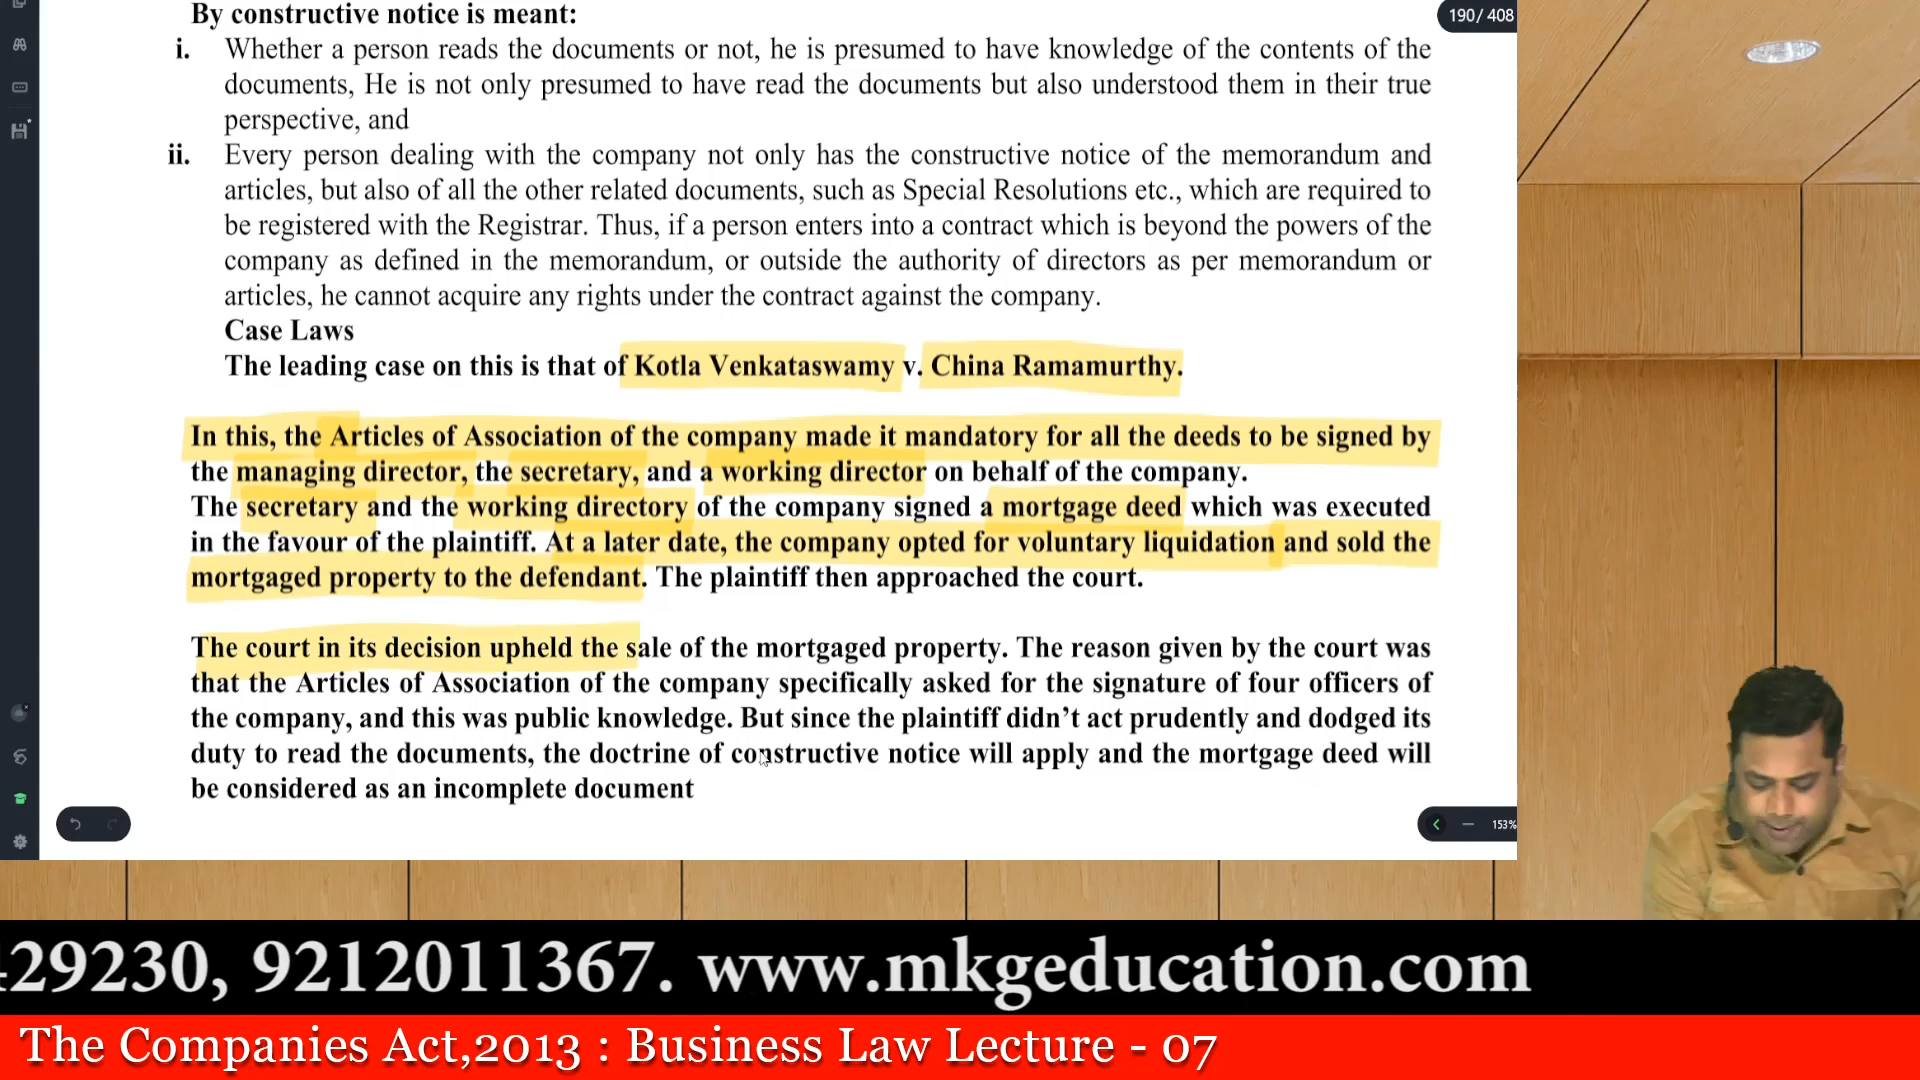 By constructive notice is meant:
190/ 408
i. Whether a person reads the documents or not, he is presumed to have knowledge of the contents of the
documents, He is not only presumed to have read the documents but also understood them in their true
perspective, and
ii. Every person dealing with the company not only has the constructive notice of the memorandum and
articles, but also of all the other related documents, such as Special Resolutions etc., which are required to
be registered with the Registrar. Thus, if a person enters into a contract which is beyond the powers of the
company as defined in the memorandum, or outside the authority of directors as per memorandum or
articles, he cannot acquire any rights under the contract against the company.
Case Laws
The leading case on this is that of Kotla Venkataswamy v. China Ramamurthy.
In this, the Articles of Association of the company made it mandatory for all the deeds to be signed by
the managing director, the secretary, and a working director on behalf of the company.
The secretary and the working directory of the company signed a mortgage deed which was executed
in the favour of the plaintiff. At a later date, the company opted for voluntary liquidation and sold the
mortgaged property to the defendant. The plaintiff then approached the court.
The court in its decision upheld the sale of the mortgaged property. The reason given by the court was
that the Articles of Association of the company specifically asked for the signature of four officers of
the company, and this was public knowledge. But since the plaintiff didn't act prudently and dodged its
duty to read the documents, the doctrine of constructive notice will apply and the mortgage deed will
be considered as an incomplete document
153%
429230, 9212011367. www.mkgeducation.com
The Companies Act,2013 : Business Law Lecture - 07